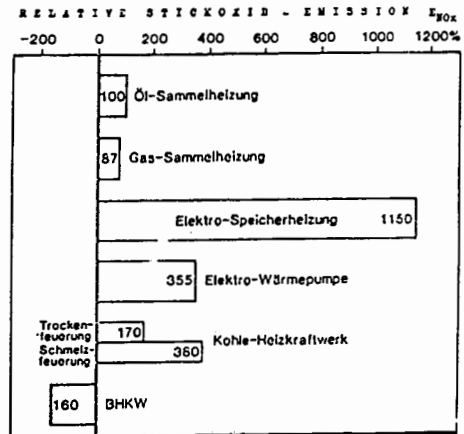 RELATIVE STICKOXID - EMISSION E_NOx
-200 0 200 400 600 800 1000 1200%
100 Öl-Sammelheizung
87 Gas-Sammelheizung
Elektro-Speicherheizung 1150
355 Elektro-Wärmepumpe
Trocken-
feuerung 170
Kohle-Heizkraftwerk
Schmelz-
feuerung 380
160 BHKW